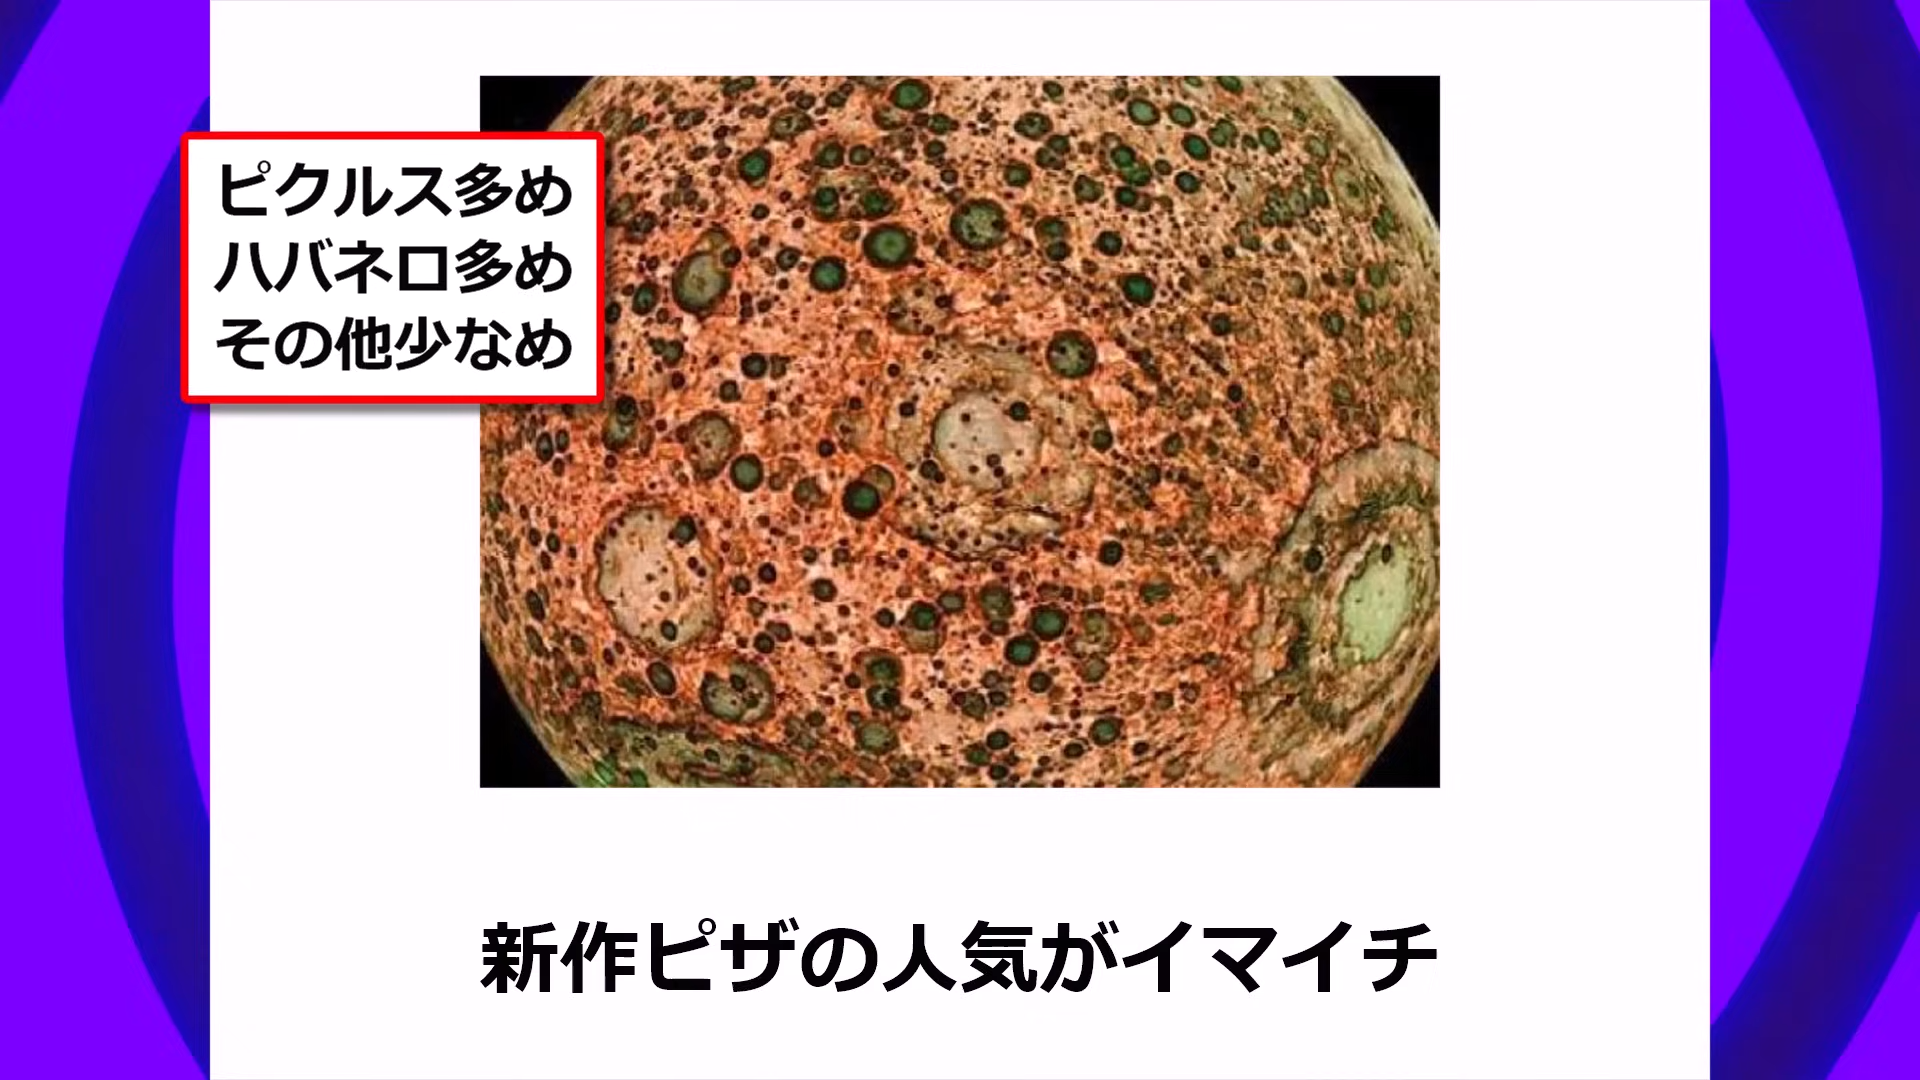 ピクルス多め
ハバネロ多め
その他少なめ
新作ピザの人気がイマイチ